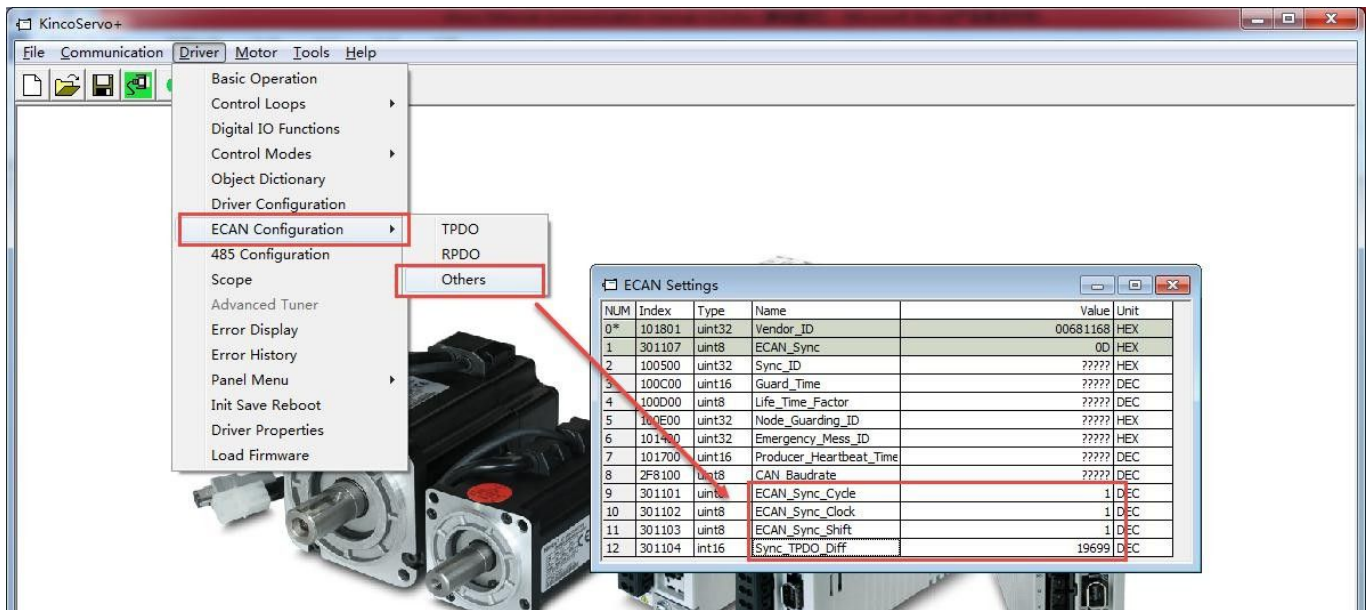 KincoServo+
File Communication Driver Motor Tools Help
Basic Operation
Control Loops
Digital IO Functions
Control Modes
Object Dictionary
Driver Configuration
ECAN Configuration
485 Configuration
Scope
Advanced Tuner
Error Display
Error History
Panel Menu
Init Save Reboot
Driver Properties
Load Firmware
TPDO
RPDO
Others
ECAN Settings
NUM Index Type Name Value Unit
0* 101801 uint32 Vendor_ID 00681168 HEX
1 301107 uint8 ECAN_Sync 0D HEX
2 100500 uint32 Sync_ID ????? HEX
3 100C00 uint16 Guard_Time ????? DEC
4 100D00 uint8 Life_Time_Factor ????? DEC
5 100E00 uint32 Node_Guarding_ID ????? HEX
6 101400 uint32 Emergency_Mess_ID ????? HEX
7 101700 uint16 Producer_Heartbeat_Time ????? DEC
8 2F8100 uint8 CAN_Baudrate ????? DEC
9 301101 uint8 ECAN_Sync_Cycle 1 DEC
10 301102 uint8 ECAN_Sync_Clock 1 DEC
11 301103 uint8 ECAN_Sync_Shift 1 DEC
12 301104 int16 Sync_TPDO_Diff 19699 DEC